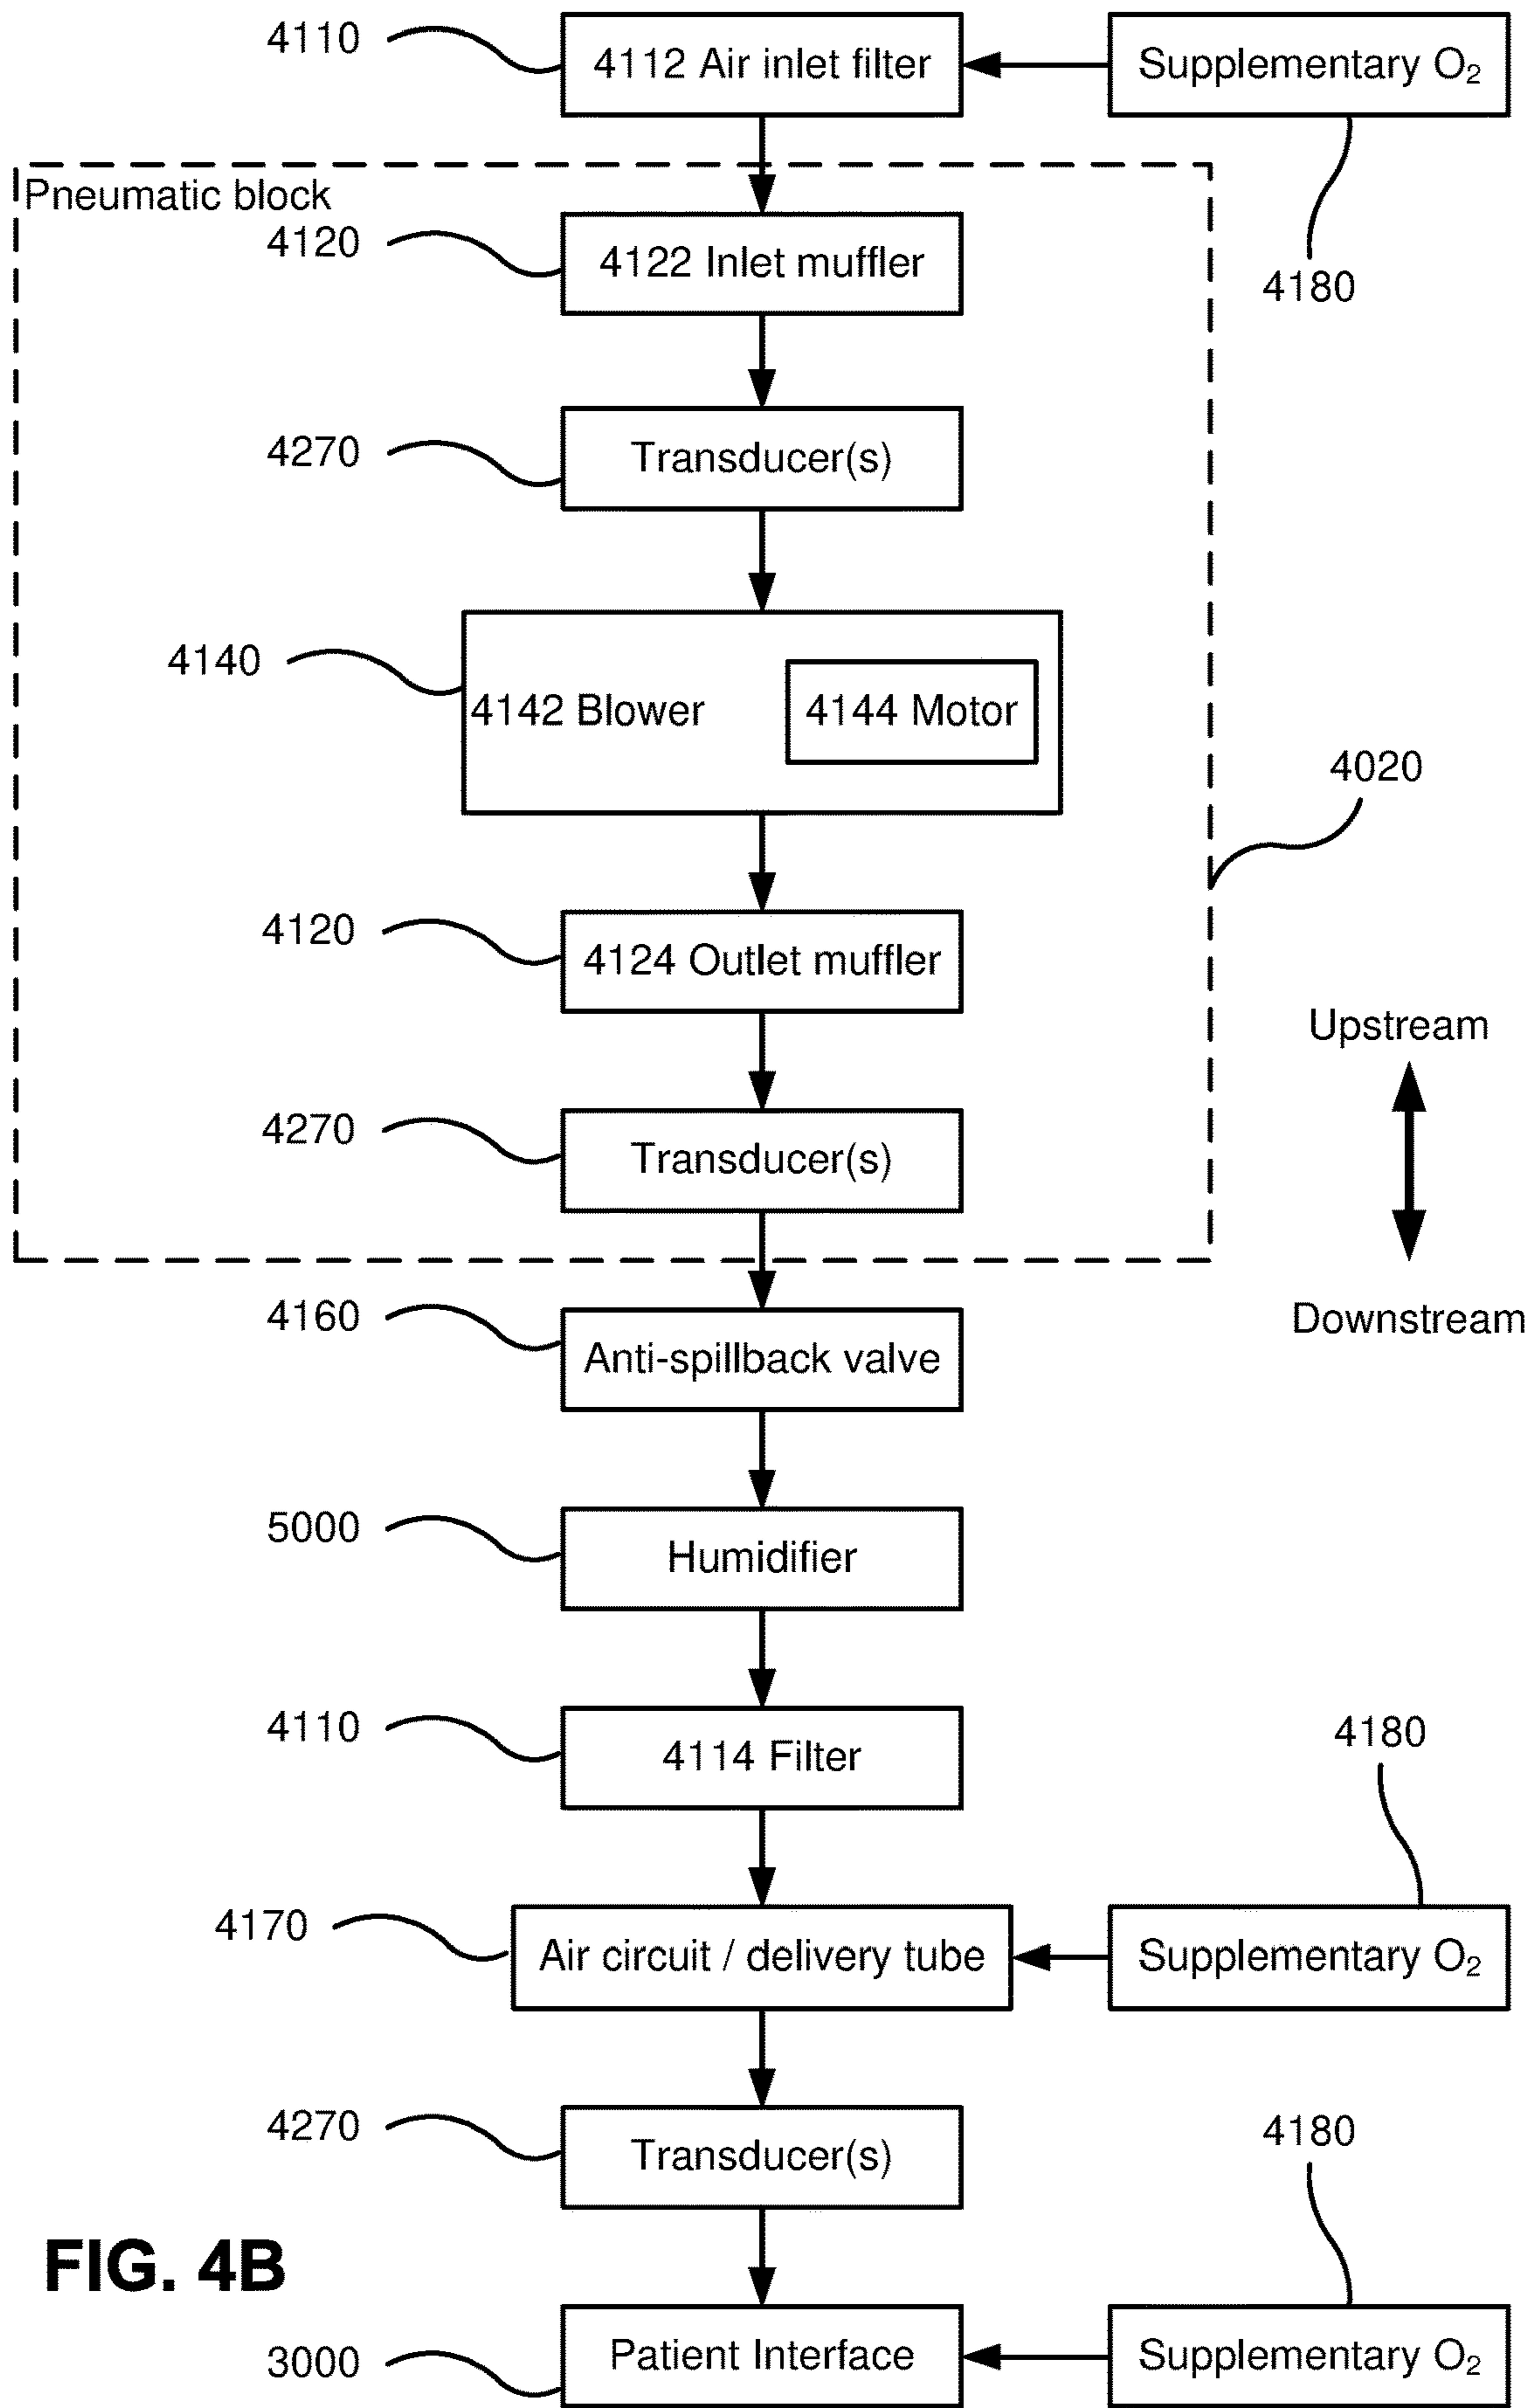 4110
4112 Air inlet filter
Supplementary O₂
Pneumatic block
4120
4122 Inlet muffler
4180
4270
Transducer(s)
4140
4142 Blower
4144 Motor
4020
4120
4124 Outlet muffler
Upstream
4270
Transducer(s)
4160
Anti-spillback valve
Downstream
5000
Humidifier
4110
4114 Filter
4180
4170
Air circuit / delivery tube
Supplementary O₂
4270
Transducer(s)
4180
FIG. 4B
3000
Patient Interface
Supplementary O₂